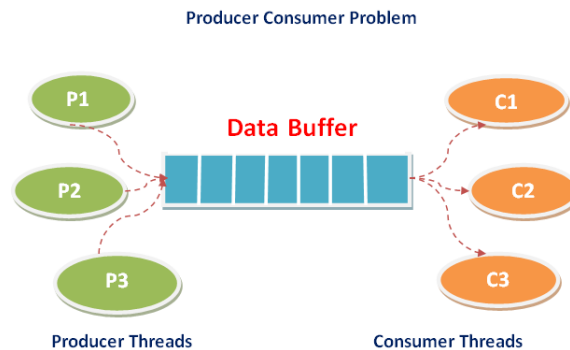 Producer Consumer Problem
P1
C1
Data Buffer
P2
C2
P3
C3
Producer Threads
Consumer Threads